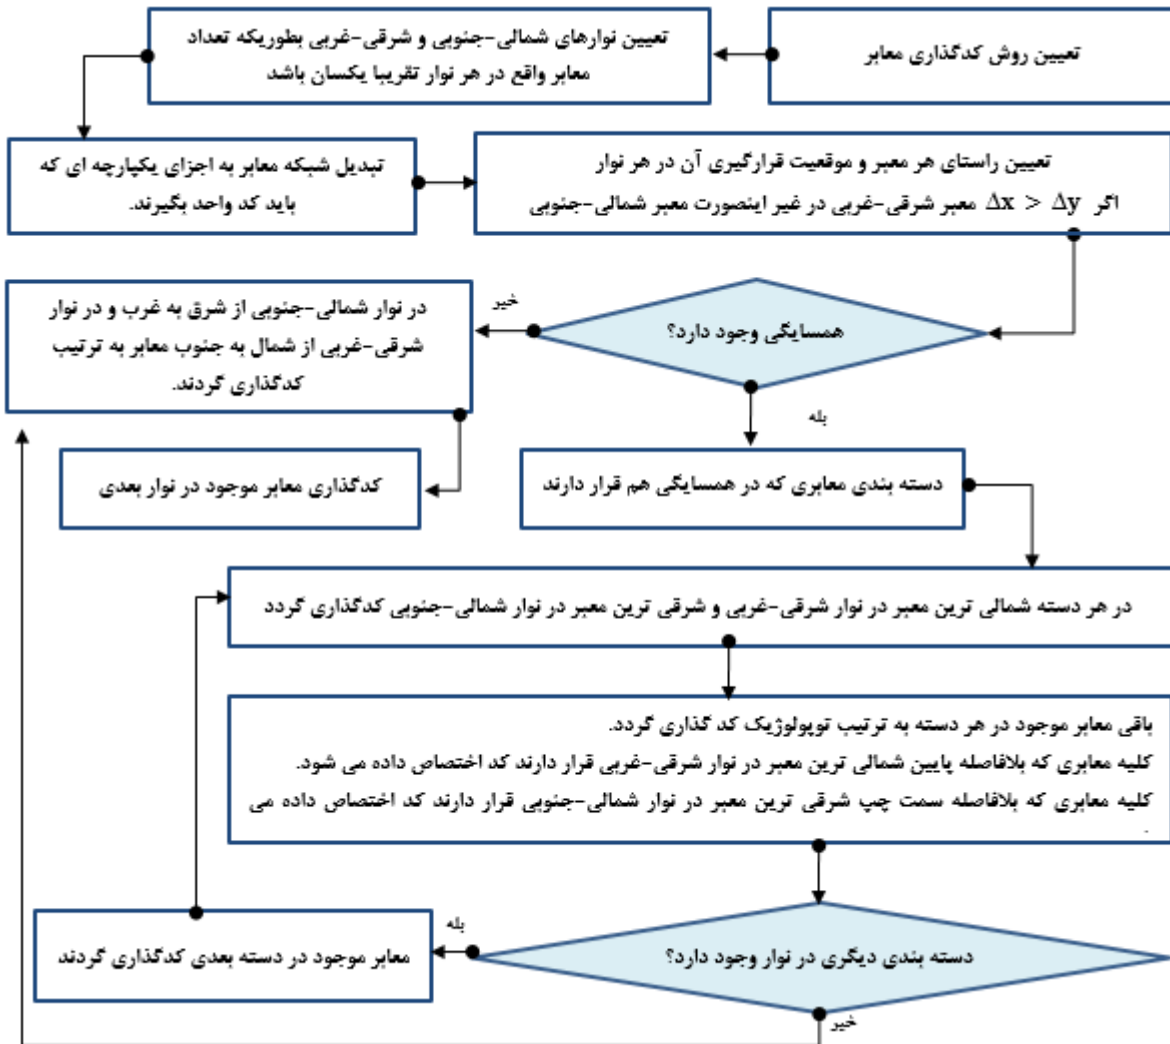 تعیین روش کدگذاری معابر
تعیین نوارهای شمالی-جنوبی و شرقی-غربی بطوریکه تعداد
معابر واقع در هر نوار تقریبا یکسان باشد
تبدیل شبکه معابر به اجزای یکپارچه ای که
باید کد واحد بگیرند.
تعیین راستای هر معبر و موقعیت قرارگیری آن در هر نوار
اگر Δx > Δy معبر شرقی-غربی در غیر اینصورت معبر شمالی-جنوبی
همسایگی وجود دارد؟
خیر
در نوار شمالی-جنوبی از شرق به غرب و در نوار
شرقی-غربی از شمال به جنوب معابر به ترتیب
کدگذاری گردند.
بله
کدگذاری معابر موجود در نوار بعدی
دسته بندی معابری که در همسایگی هم قرار دارند
در هر دسته شمالی ترین معبر در نوار شرقی-غربی و شرقی ترین معبر در نوار شمالی-جنوبی کدگذاری گردد
باقی معابر موجود در هر دسته به ترتیب توپولوژیک کد گذاری گردد.
کلیه معابری که بلافاصله پایین شمالی ترین معبر در نوار شرقی-غربی قرار دارند کد اختصاص داده می شود.
کلیه معابری که بلافاصله سمت چپ شرقی ترین معبر در نوار شمالی-جنوبی قرار دارند کد اختصاص داده می
دسته بندی دیگری در نوار وجود دارد؟
بله
معابر موجود در دسته بعدی کدگذاری گردند
خیر